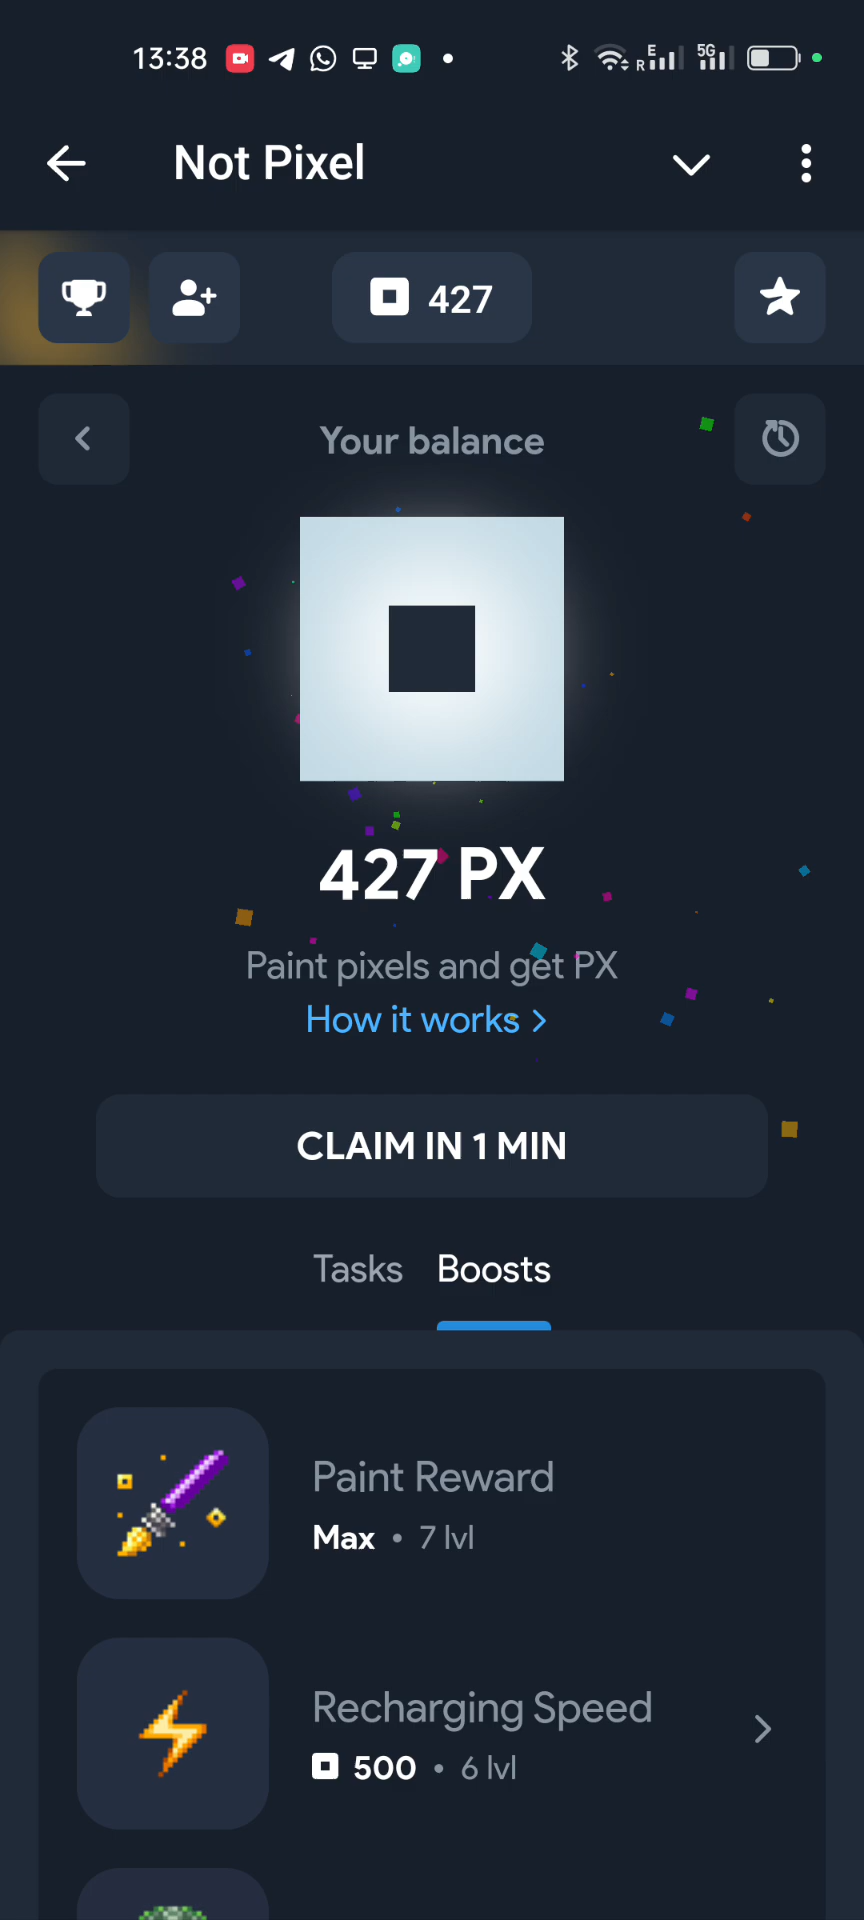 13:38
R E 5G
Not Pixel
427
Your balance
427 PX
Paint pixels and get PX
How it works >
CLAIM IN 1 MIN
Tasks Boosts
Paint Reward
Max • 7 lvl
Recharging Speed
500 • 6 lvl